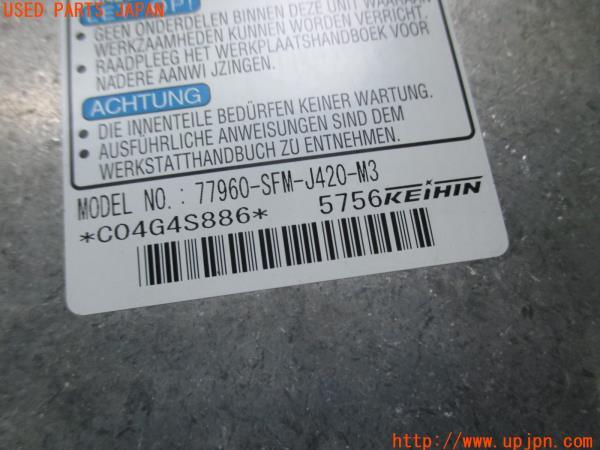 USED PARTS JAPAN
GEEN ONDERDELEN BINNEN DEZE UNIT WAARAAN
WERKZAAMHEDEN KUNNEN WORDEN VERRICHT.
• RAADPLEEG HET WERKPLAATSHANDBOEK VOOR
NADERE AANWIJZINGEN.
ACHTUNG
• DIE INNENTEILE BEDÜRFEN KEINER WARTUNG.
• AUSFÜHRLICHE ANWEISUNGEN SIND DEM
WERKSTATTHANDBUCH ZU ENTNEHMEN.
MODEL NO.: 77960-SFM-J420-M3
*C04G4S886* 5756 KEIHIN
http://www.upjpn.com/